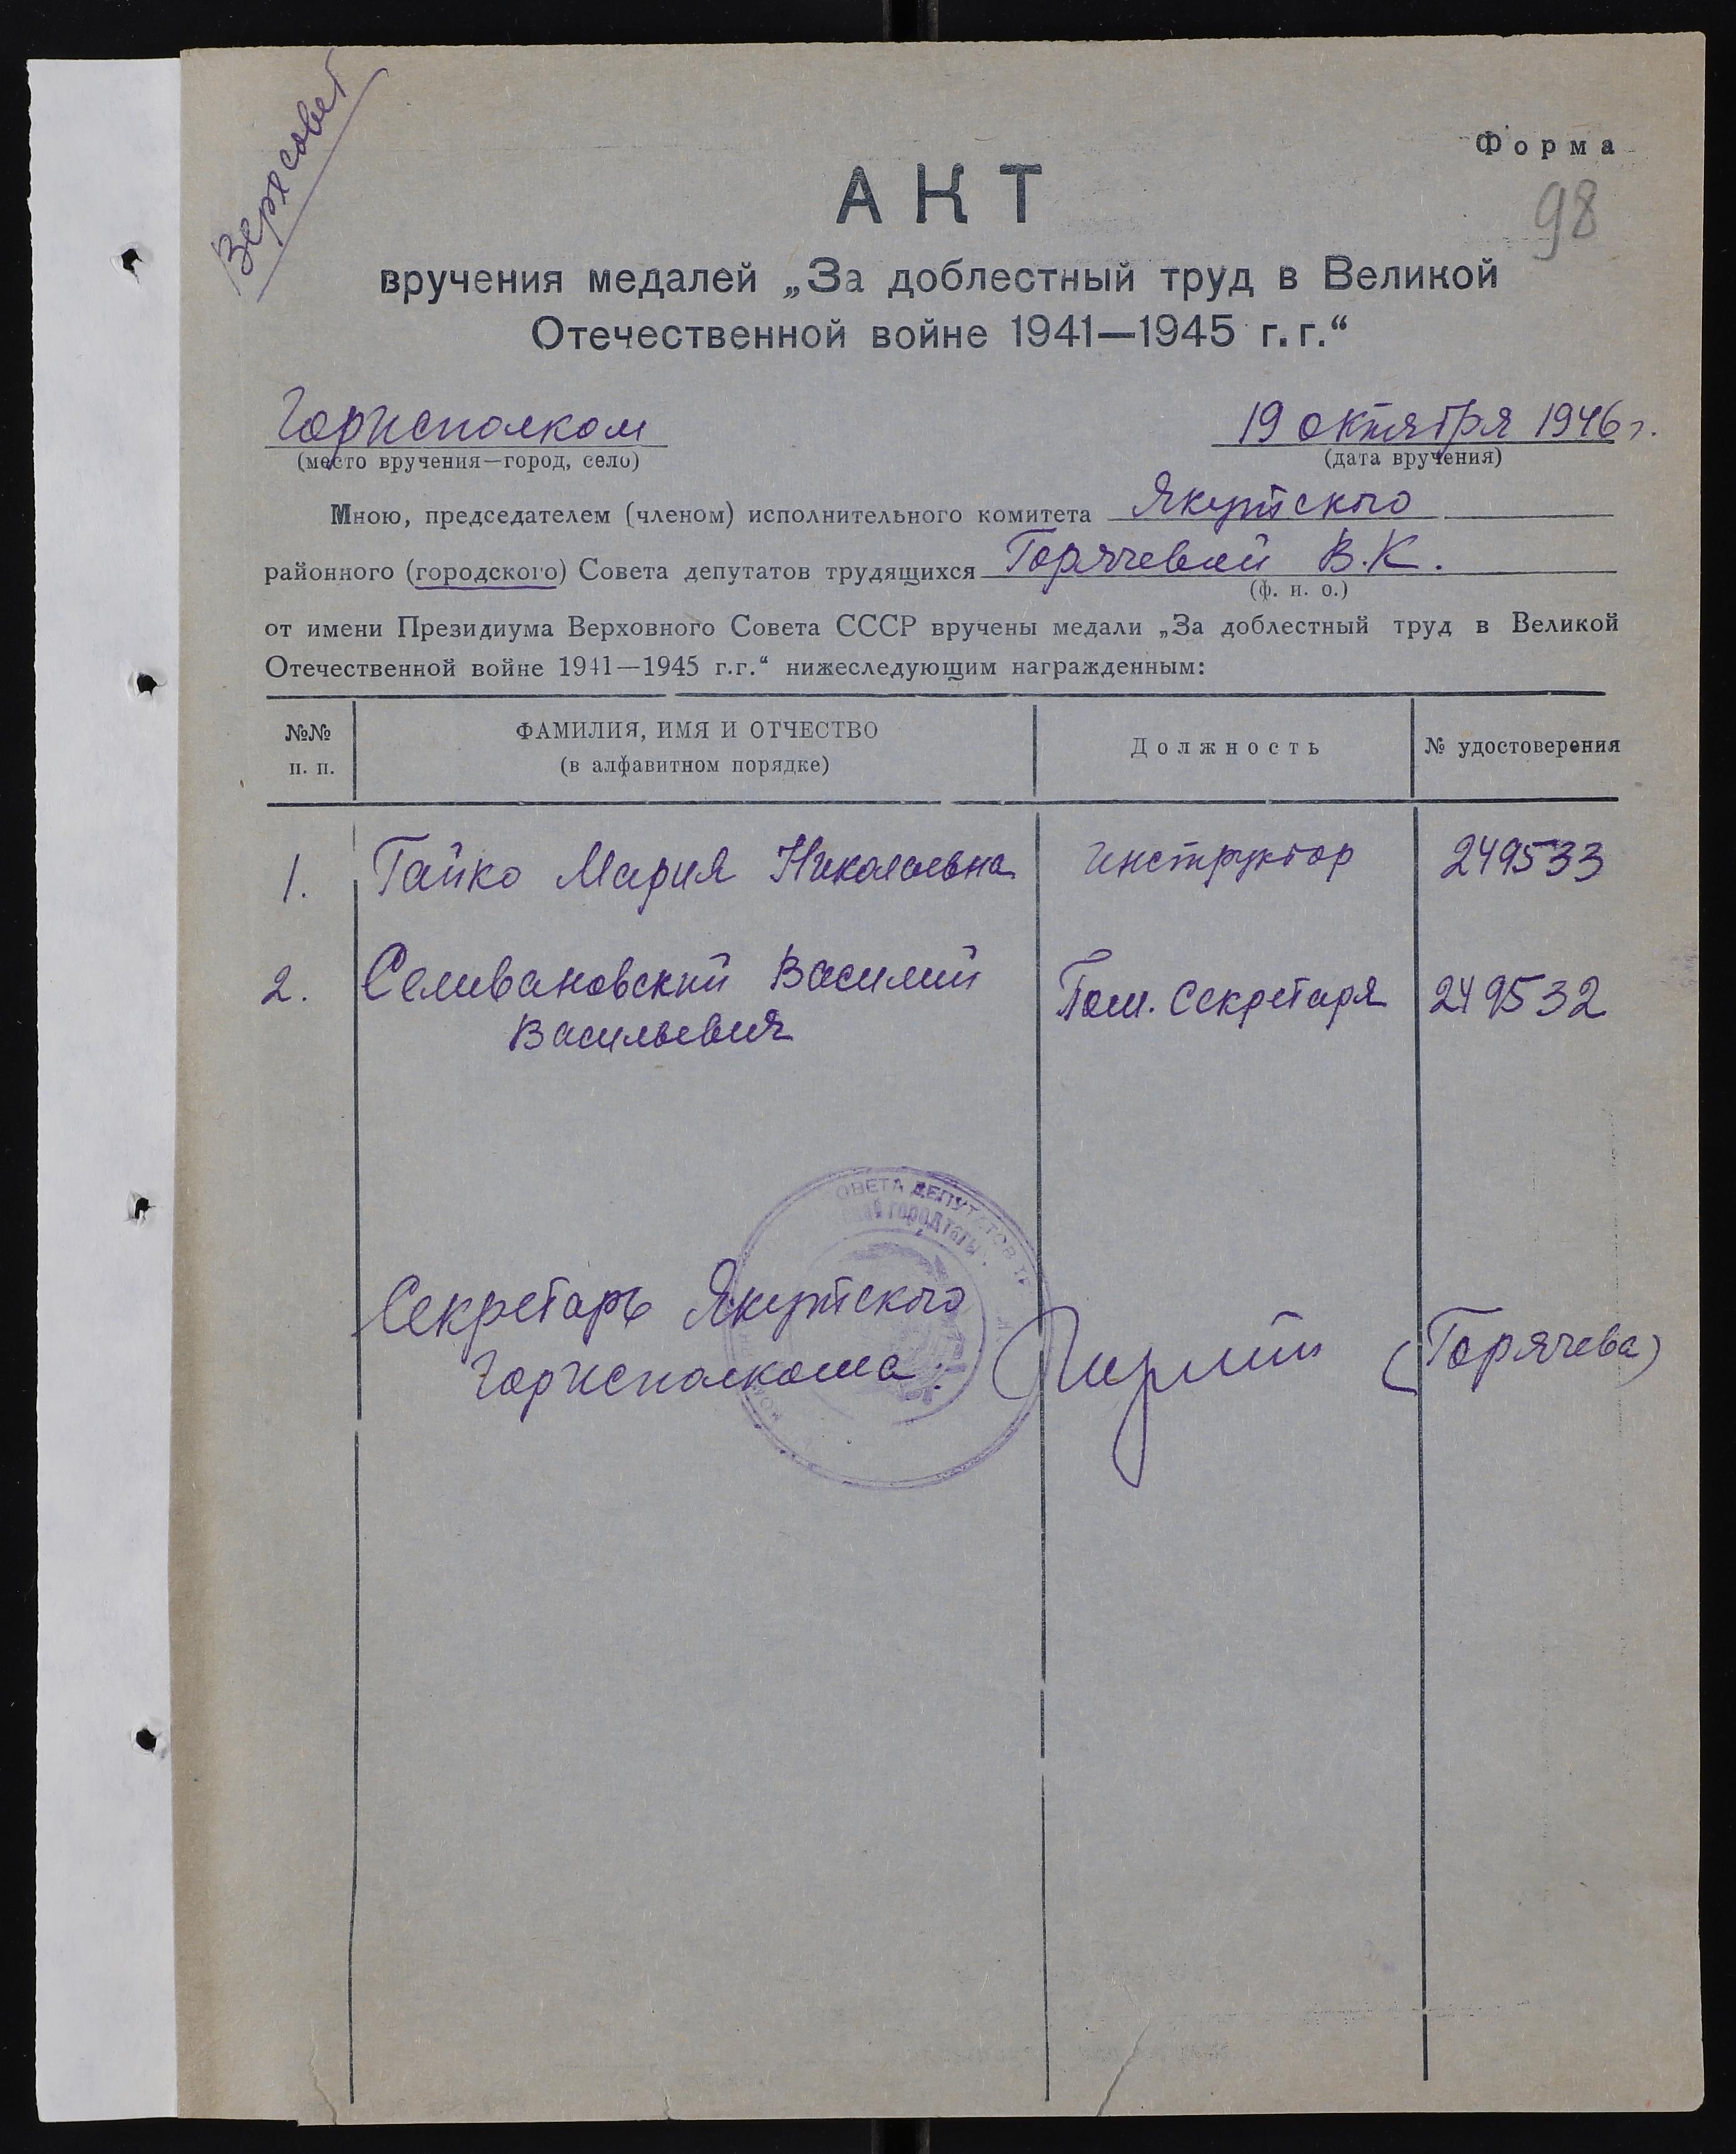 Верхсовет
Форма
98
АКТ
вручения медалей „За доблестный труд в Великой
Отечественной войне 1941—1945 г.г.“
Горисполком
19 октября 1946 г.
(место вручения—город, село)
(дата вручения)
Мною, председателем (членом) исполнительного комитета Якутского
районного (городского) Совета депутатов трудящихся Горячевой В.К.
(ф. и. о.)
от имени Президиума Верховного Совета СССР вручены медали „За доблестный труд в Великой
Отечественной войне 1941—1945 г.г.“ нижеследующим награжденным:
№№ п. п.
ФАМИЛИЯ, ИМЯ И ОТЧЕСТВО
(в алфавитном порядке)
Должность
№ удостоверения
1. Гайко Мария Николаевна инструктор 249533
2. Селивановский Василий Пом. Секретаря 249532
Васильевич
ОВЕТА ДЕПУТАТОВ
Секретарь Якутского
Горисполкома: (Горячева)